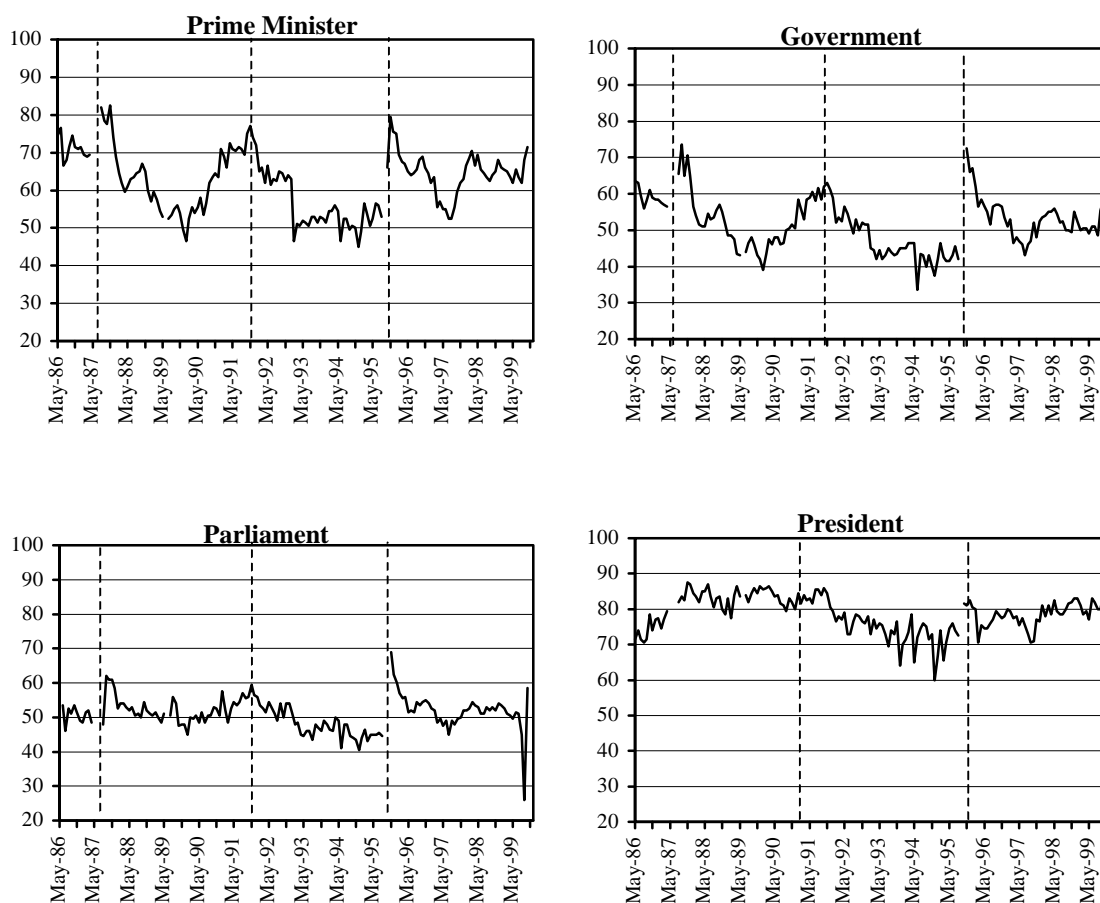 Prime Minister
100
90
80
70
60
50
40
30
20
May-86
May-87
May-88
May-89
May-90
May-91
May-92
May-93
May-94
May-95
May-96
May-97
May-98
May-99
Government
100
90
80
70
60
50
40
30
20
May-86
May-87
May-88
May-89
May-90
May-91
May-92
May-93
May-94
May-95
May-96
May-97
May-98
May-99
Parliament
100
90
80
70
60
50
40
30
20
May-86
May-87
May-88
May-89
May-90
May-91
May-92
May-93
May-94
May-95
May-96
May-97
May-98
May-99
President
100
90
80
70
60
50
40
30
20
May-86
May-87
May-88
May-89
May-90
May-91
May-92
May-93
May-94
May-95
May-96
May-97
May-98
May-99